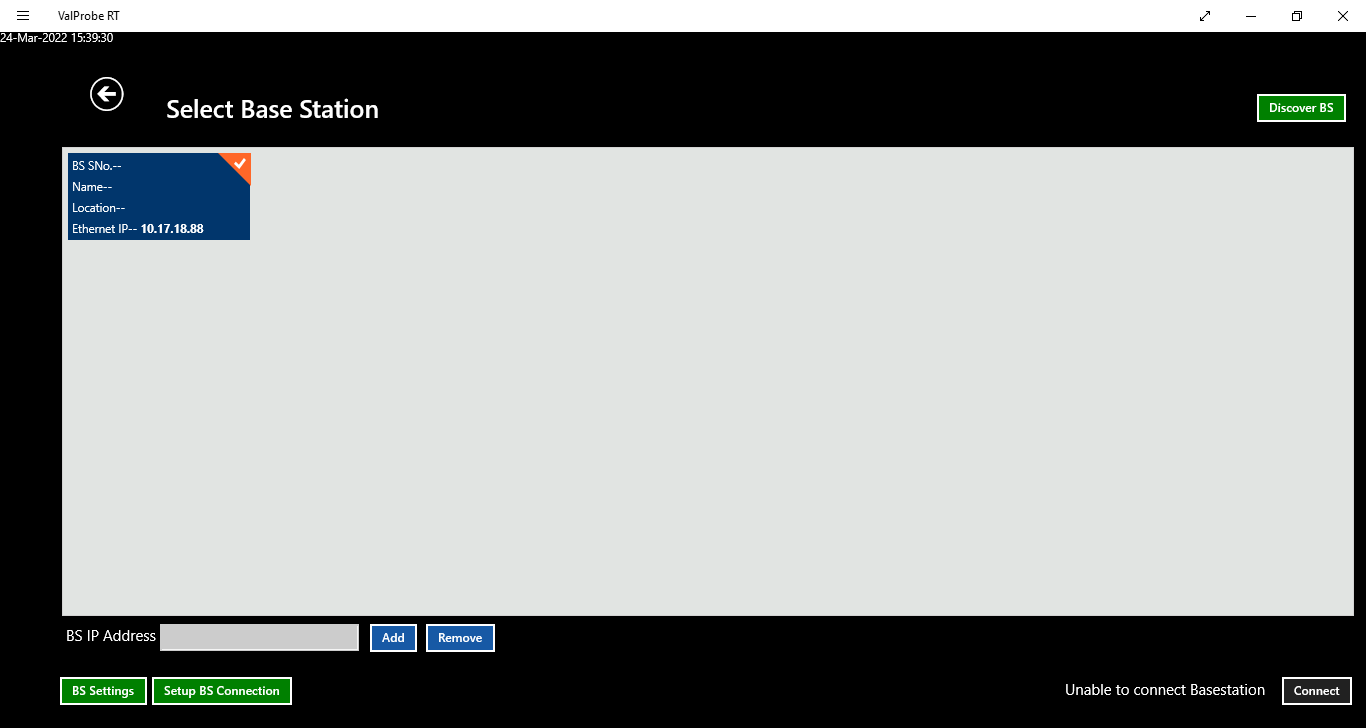 ValProbe RT
24-Mar-2022 15:39:30
Select Base Station
Discover BS
BS SNo.--
Name--
Location--
Ethernet IP-- 10.17.18.88
BS IP Address
Add
Remove
BS Settings
Setup BS Connection
Unable to connect Basestation
Connect